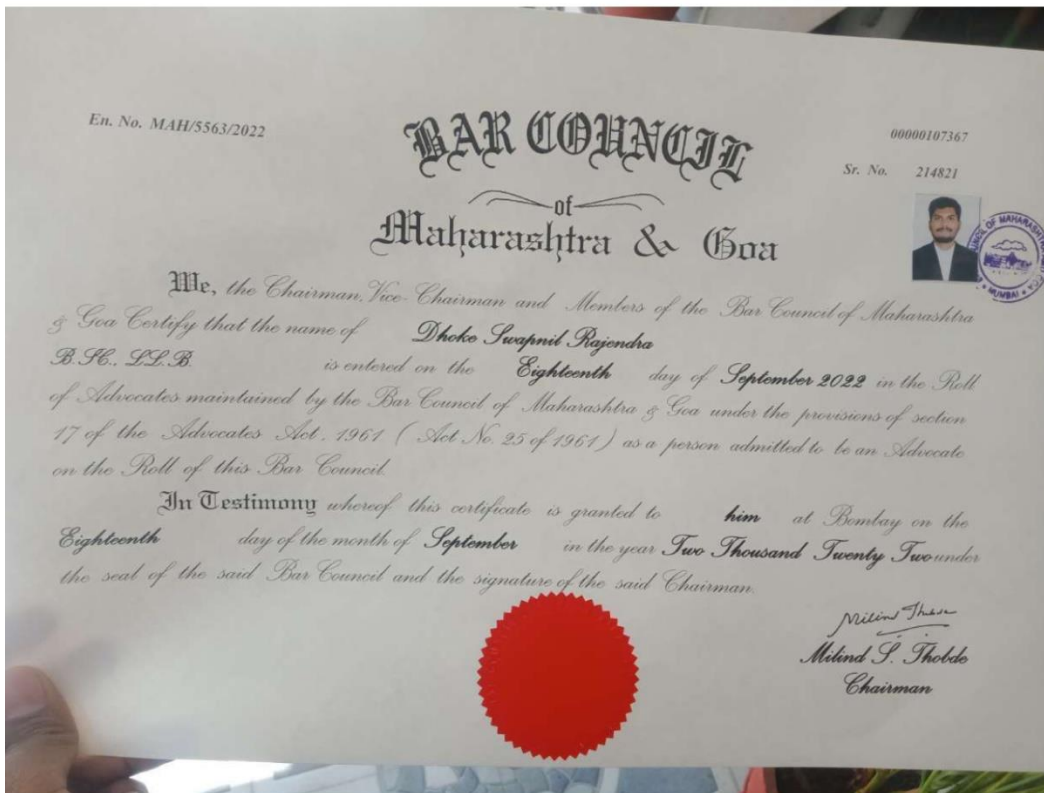 En. No. MAH/5563/2022
00000107367
Sr. No. 214821
BAR COUNCIL
of
Maharashtra & Goa
We, the Chairman, Vice-Chairman and Members of the Bar Council of Maharashtra
& Goa Certify that the name of Dhoke Swapnil Rajendra
B.SC., LL.B. is entered on the Eighteenth day of September 2022 in the Roll
of Advocates maintained by the Bar Council of Maharashtra & Goa under the provisions of section
17 of the Advocates Act, 1961 (Act No. 25 of 1961) as a person admitted to be an Advocate
on the Roll of this Bar Council.
In Testimony whereof this certificate is granted to him at Bombay on the
Eighteenth day of the month of September in the year Two Thousand Twenty Two under
the seal of the said Bar Council and the signature of the said Chairman.
Milind Thobde
Milind S. Thobde
Chairman
OF MAHARASHTRA
MUMBAI